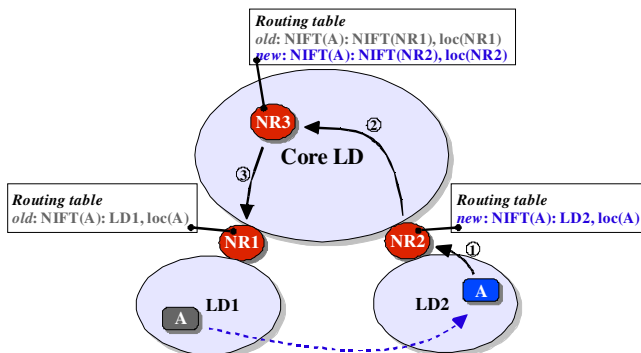 Routing table
old: NIFT(A): NIFT(NR1), loc(NR1)
new: NIFT(A): NIFT(NR2), loc(NR2)
NR3
2
Core LD
3
Routing table
old: NIFT(A): LD1, loc(A)
Routing table
new: NIFT(A): LD2, loc(A)
NR1
NR2
1
LD1
A
LD2
A